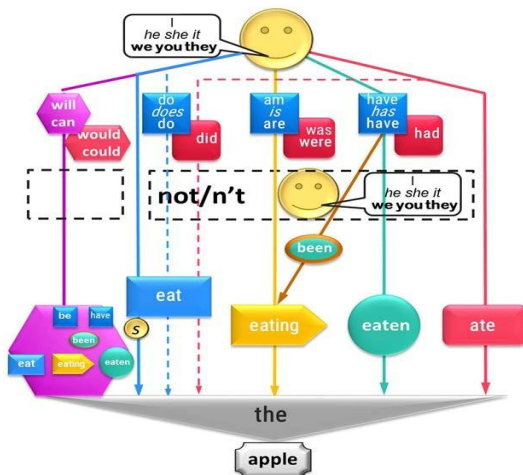 I
he she it
we you they
will
can
would
could
do
does
do
did
am
is
are
was
were
have
has
have
had
not/n't
I
he she it
we you they
been
be
have
been
eat
eating
eaten
eat
s
eating
eaten
ate
the
apple